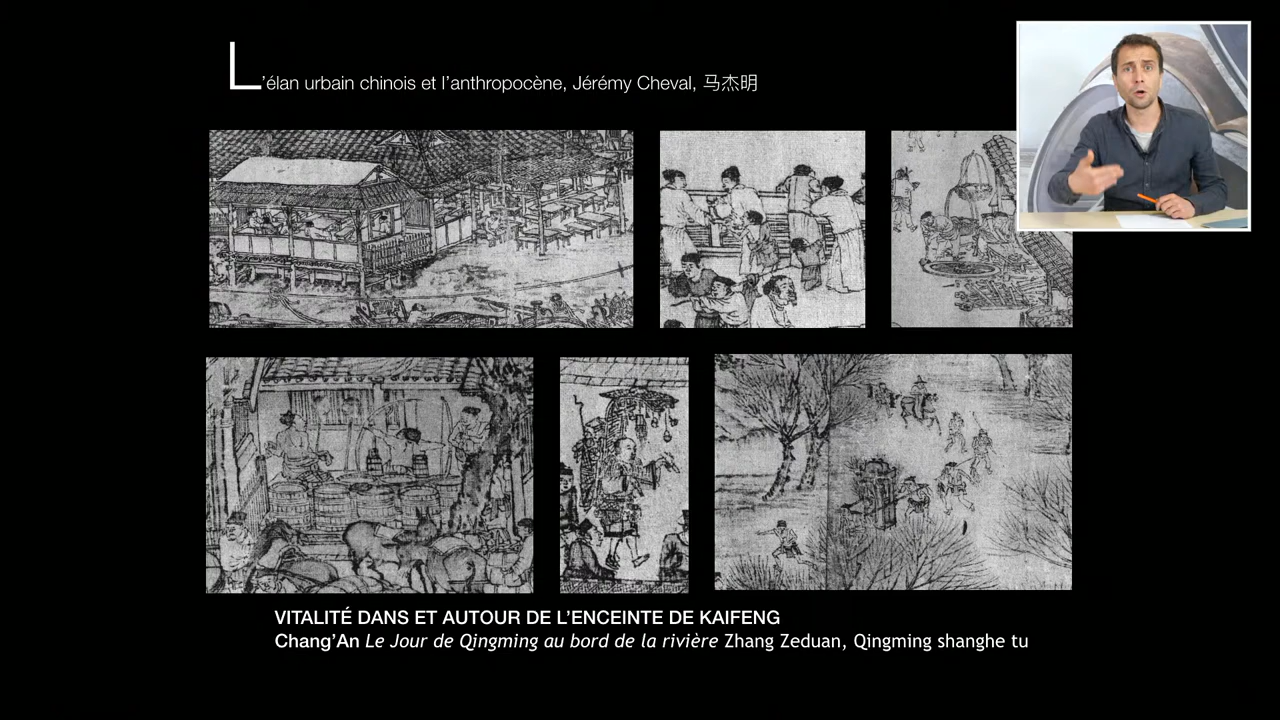 L'élan urbain chinois et l'anthropocène, Jérémy Cheval, 马杰明
VITALITÉ DANS ET AUTOUR DE L'ENCEINTE DE KAIFENG
Chang'An Le Jour de Qingming au bord de la rivière Zhang Zeduan, Qingming shanghe tu